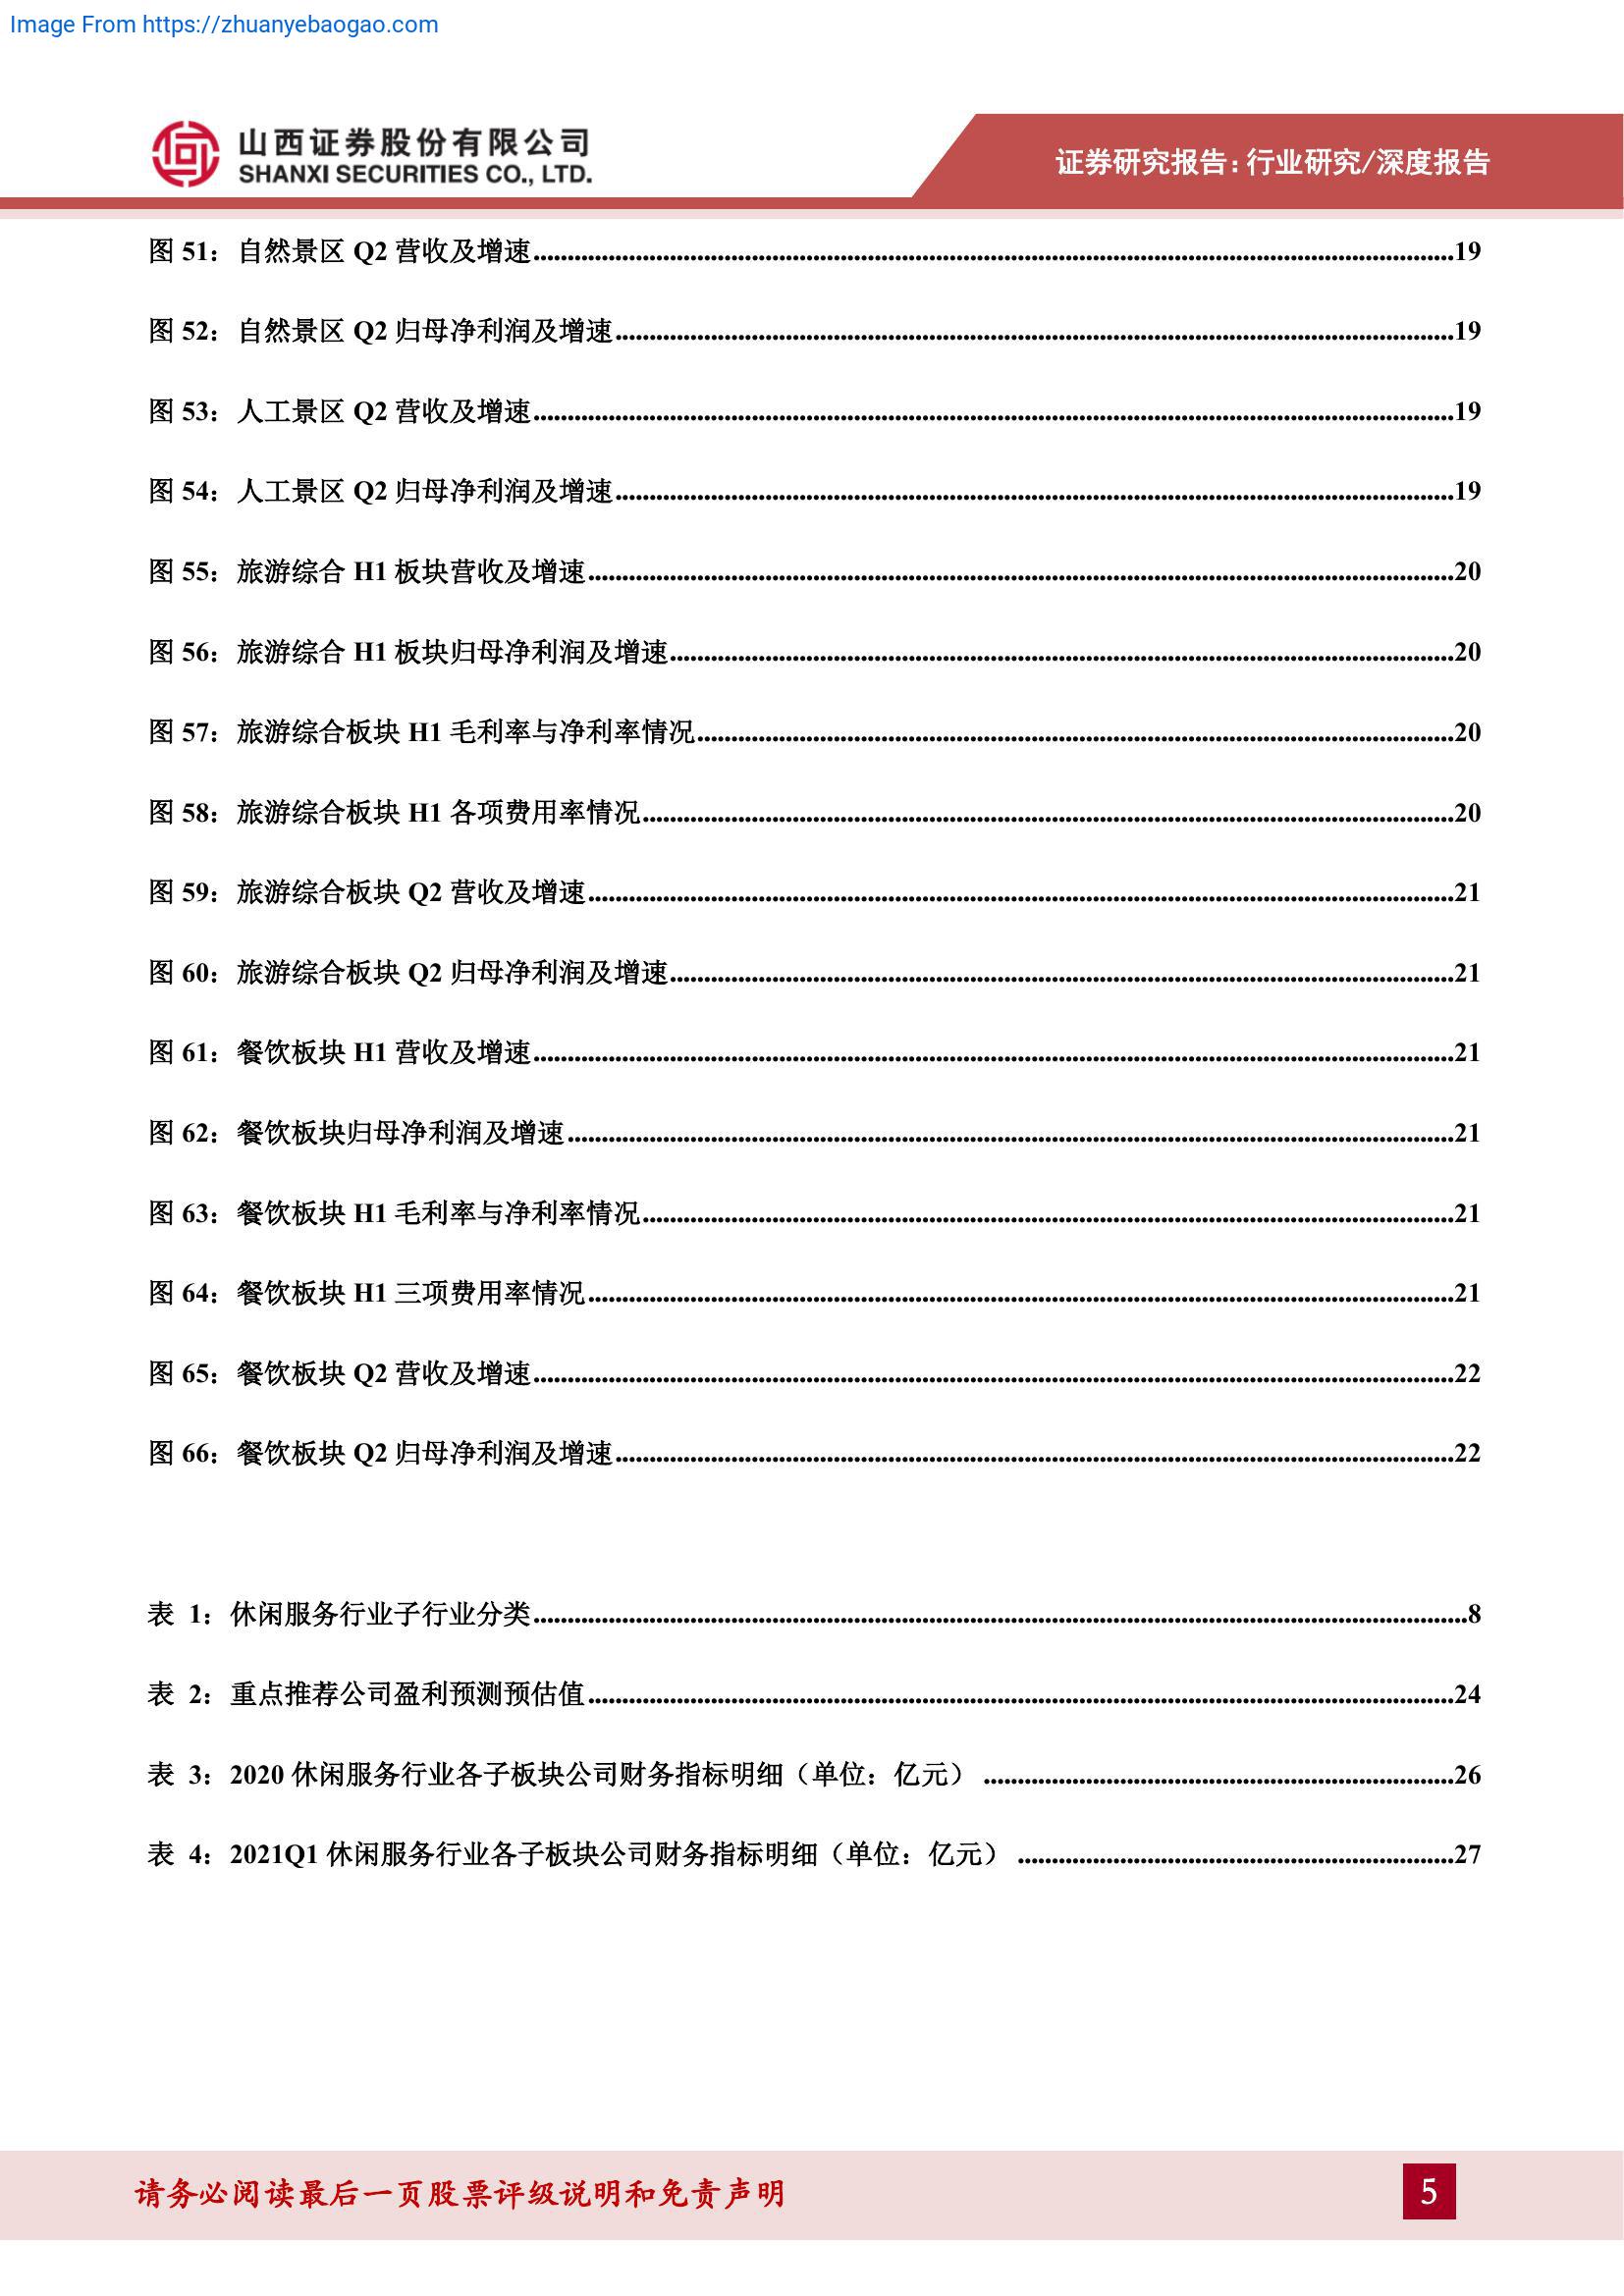 Image From https://zhuanyebaogao.com
山西证券股份有限公司
SHANXI SECURITIES CO., LTD.
证券研究报告:行业研究/深度报告
图 51：自然景区 Q2 营收及增速........................................19
图 52：自然景区 Q2 归母净利润及增速........................................19
图 53：人工景区 Q2 营收及增速........................................19
图 54：人工景区 Q2 归母净利润及增速........................................19
图 55：旅游综合 H1 板块营收及增速........................................20
图 56：旅游综合 H1 板块归母净利润及增速........................................20
图 57：旅游综合板块 H1 毛利率与净利率情况........................................20
图 58：旅游综合板块 H1 各项费用率情况........................................20
图 59：旅游综合板块 Q2 营收及增速........................................21
图 60：旅游综合板块 Q2 归母净利润及增速........................................21
图 61：餐饮板块 H1 营收及增速........................................21
图 62：餐饮板块归母净利润及增速........................................21
图 63：餐饮板块 H1 毛利率与净利率情况........................................21
图 64：餐饮板块 H1 三项费用率情况........................................21
图 65：餐饮板块 Q2 营收及增速........................................22
图 66：餐饮板块 Q2 归母净利润及增速........................................22
表 1：休闲服务行业子行业分类........................................8
表 2：重点推荐公司盈利预测预估值........................................24
表 3：2020 休闲服务行业各子板块公司财务指标明细（单位：亿元）........................................26
表 4：2021Q1 休闲服务行业各子板块公司财务指标明细（单位：亿元）........................................27
请务必阅读最后一页股票评级说明和免责声明
5